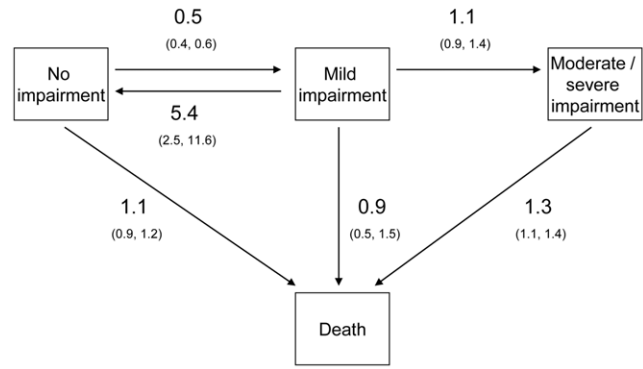 0.5
(0.4, 0.6)
1.1
(0.9, 1.4)
No
impairment
Mild
impairment
Moderate /
severe
impairment
5.4
(2.5, 11.6)
1.1
(0.9, 1.2)
0.9
(0.5, 1.5)
1.3
(1.1, 1.4)
Death